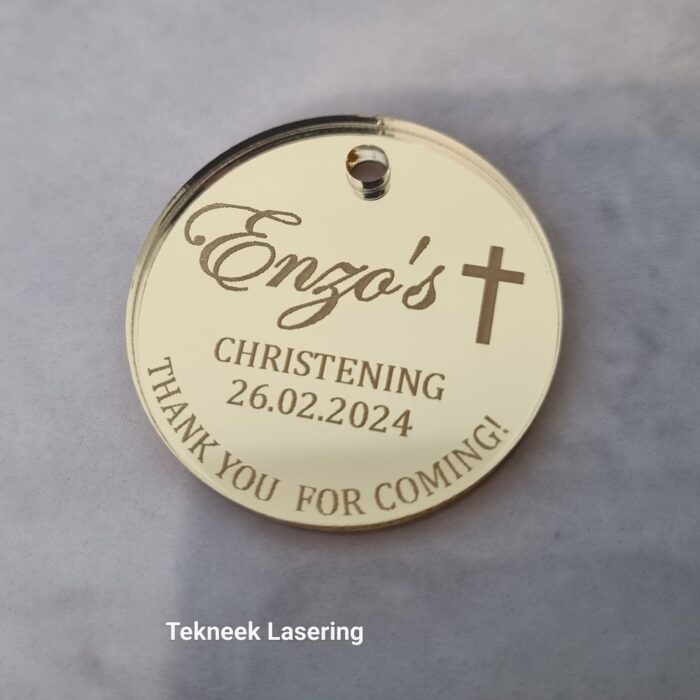 Enzo's
CHRISTENING
26.02.2024
THANK YOU FOR COMING!
Tekneek Lasering